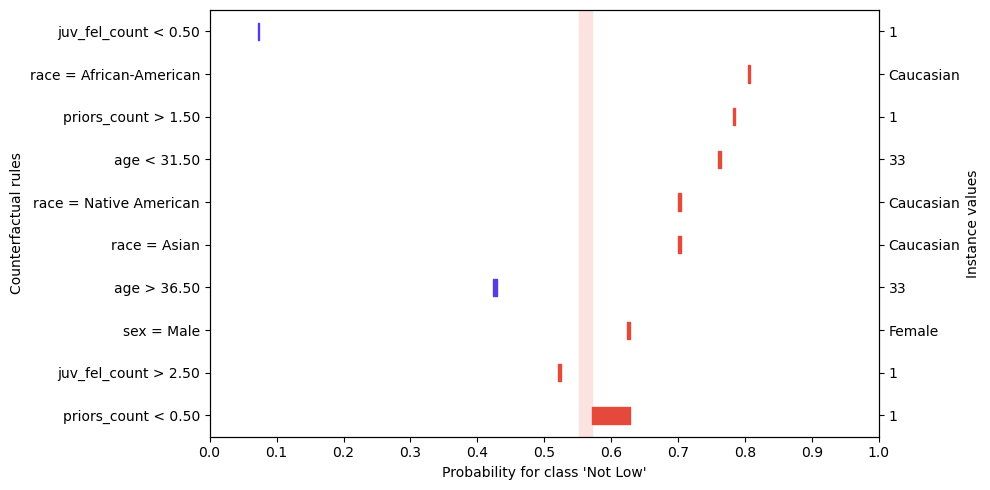 Counterfactual rules
juv_fel_count < 0.50
race = African-American
priors_count > 1.50
age < 31.50
race = Native American
race = Asian
age > 36.50
sex = Male
juv_fel_count > 2.50
priors_count < 0.50
1
Caucasian
1
33
Caucasian
Caucasian
33
Female
1
1
Instance values
0.0 0.1 0.2 0.3 0.4 0.5 0.6 0.7 0.8 0.9 1.0
Probability for class 'Not Low'